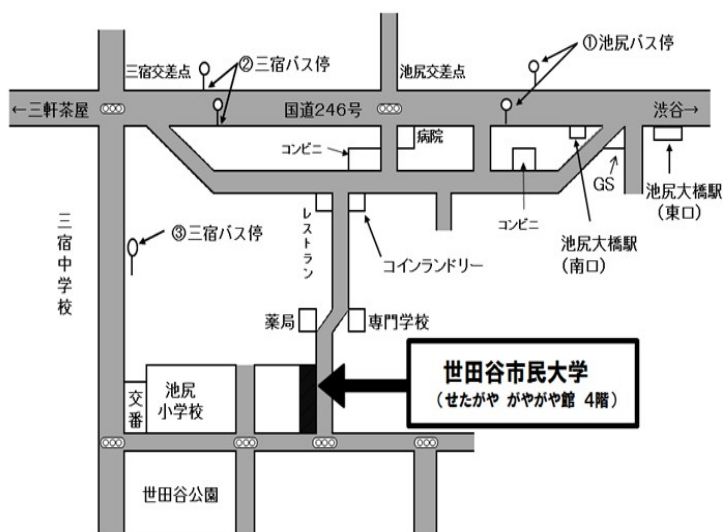 ①池尻バス停
三宿交差点
②三宿バス停
池尻交差点
←三軒茶屋
国道246号
渋谷→
コンビニ
病院
コンビニ
GS
池尻大橋駅
(東口)
池尻大橋駅
(南口)
三宿中学校
③三宿バス停
レストラン
コインランドリー
薬局
専門学校
世田谷市民大学
(せたがや がやがや館 4階)
交番
池尻
小学校
世田谷公園